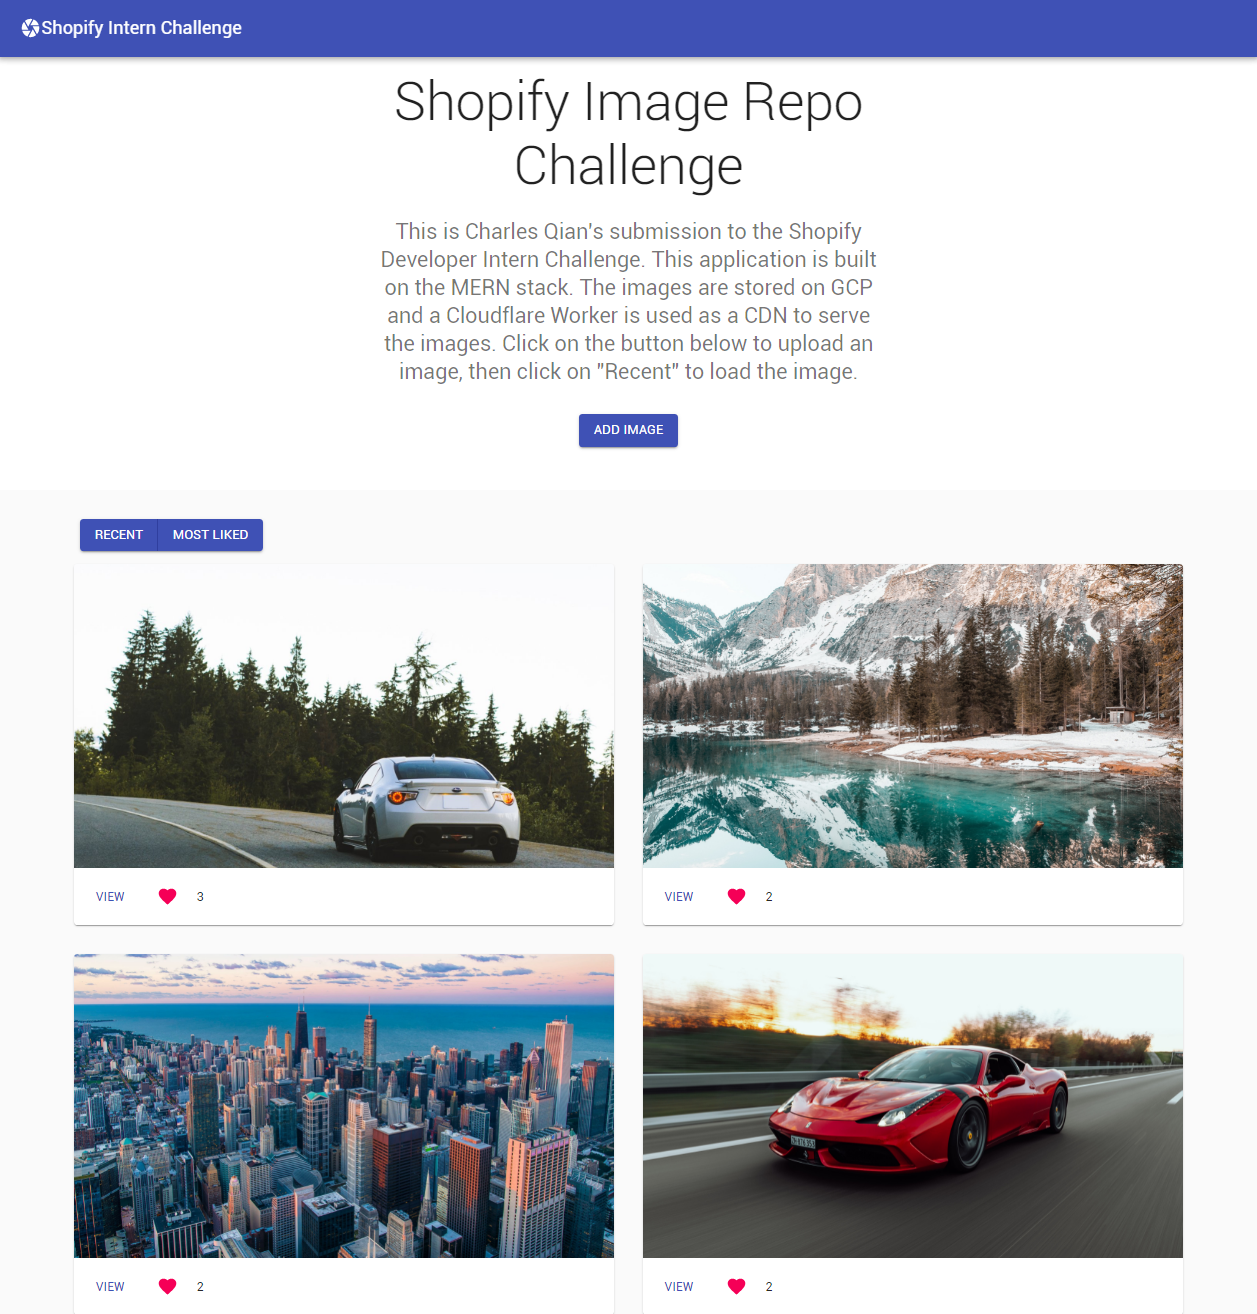 Shopify Intern Challenge
Shopify Image Repo
Challenge
This is Charles Qian's submission to the Shopify
Developer Intern Challenge. This application is built
on the MERN stack. The images are stored on GCP
and a Cloudflare Worker is used as a CDN to serve
the images. Click on the button below to upload an
image, then click on "Recent" to load the image.
ADD IMAGE
RECENT MOST LIKED
VIEW 3
VIEW 2
VIEW 2
VIEW 2